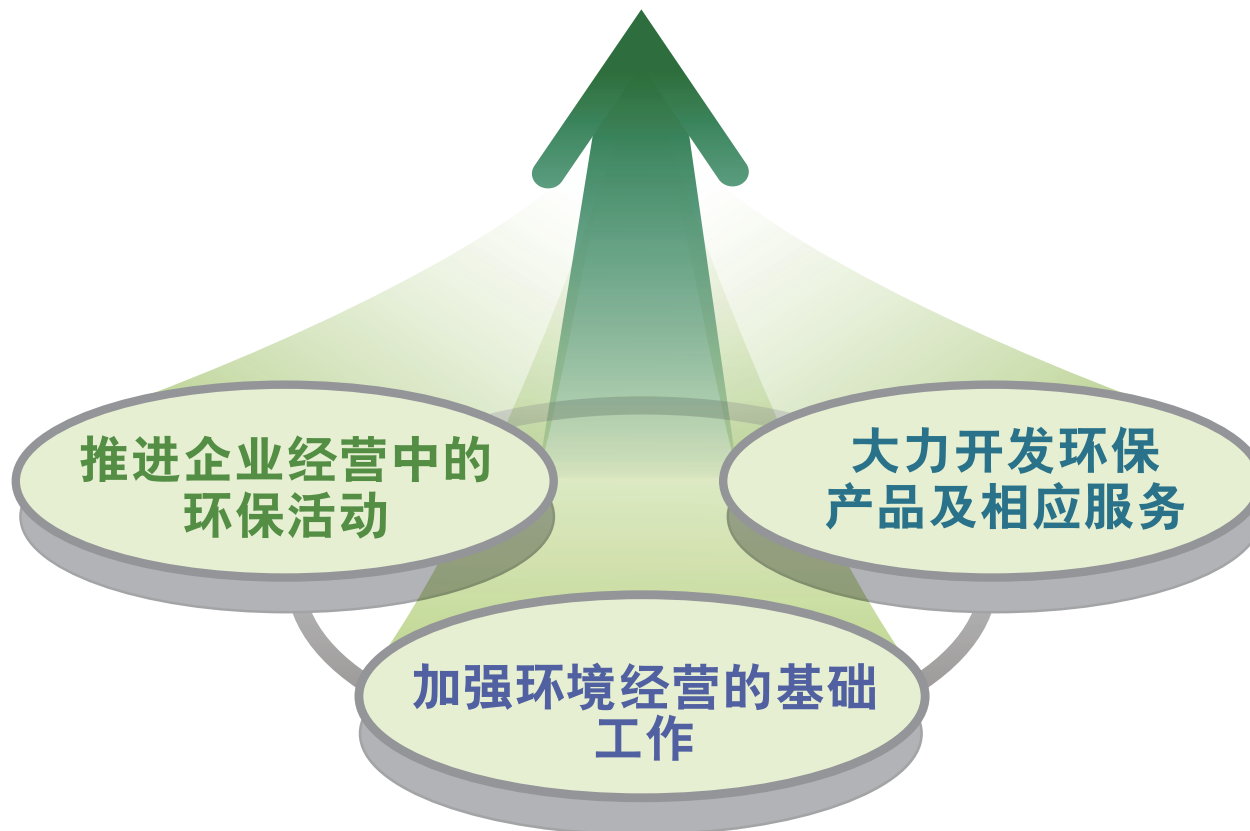 推进企业经营中的
环保活动
大力开发环保
产品及相应服务
加强环境经营的基础
工作